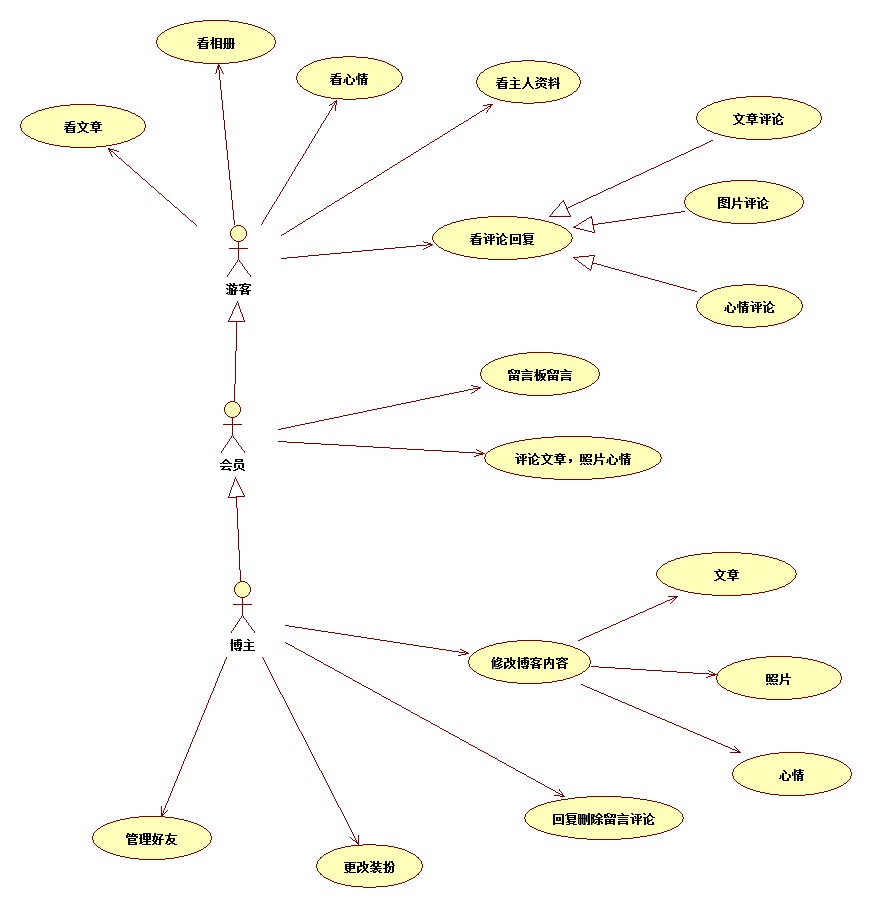 看相册
看心情
看主人资料
看文章
文章评论
图片评论
看评论回复
游客
心情评论
留言板留言
会员
评论文章，照片心情
文章
博主
修改博客内容
照片
心情
回复删除留言评论
管理好友
更改装扮